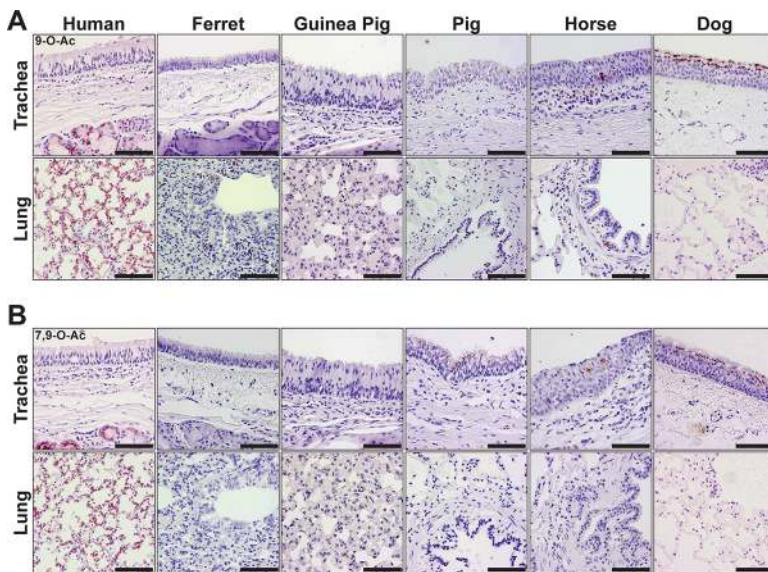 A
Human Ferret Guinea Pig Pig Horse Dog
Trachea
9-O-Ac
Lung
B
Trachea
7,9-O-Ac
Lung